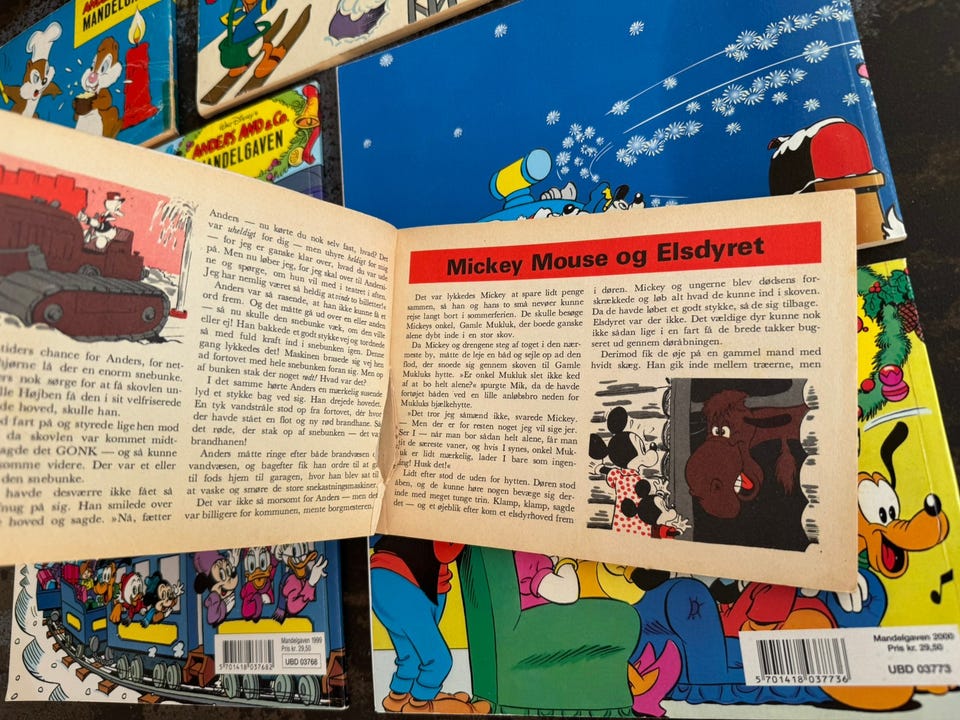 MANDELGA
WALT DISNEY'S
ANDERS AND & Co.
MANDELGAVEN
Anders — nu kørte du nok selv fast, hvad? Det
var uheldigt for dig — men uhyre heldigt for mig
— for jeg er ganske klar over, hvad du var ude
på. Men nu løber jeg, for jeg skal over til Andersi-
ne og spørge, om hun vil med i teatret i aften.
Jeg har nemlig været så heldig at vinde to billetter!«
Anders var så rasende, at han ikke kunne få et
ord frem. Og det måtte gå ud over en eller anden
— så nu skulle den snebunke væk, om den ville
eller ej! Han bakkede et godt stykke vej og tordnede
så med fuld kraft ind i snebunken igen. Denne
gang lykkedes det! Maskinen brasede sig vej hen
ad fortovet med hele snebunken foran sig. Men op
af bunken stak der noget rødt! Hvad var det?
I det samme hørte Anders en mærkelig susende
lyd et stykke bag ved sig. Han drejede hovedet.
En tyk vandstråle stod op fra fortovet, der hvor
der havde stået en flot og ny rød brandhane. Så
det røde, der stak op af snebunken — det var
brandhanen!
Anders måtte ringe efter både brandvæsen og
vandvæsen, og bagefter fik han ordre til at gå
til fods hjem til garagen, hvor han blev sat til
at vaske og smøre de store snekastningsmaskiner.
Det var ikke så morsomt for Anders — men det
var billigere for kommunen, mente borgmesteren.
tiders chance for Anders, for net-
hjørne lå der en enorm snebunke.
rs nok sørge for at få skovlen un-
lle Højben få den i sit velfriserede
de hoved, skulle han.
d fart på og styrede lige hen mod
da skovlen var kommet midt-
agde det GONK — og så kunne
omme videre. Der var et eller
den snebunke.
havde desværre ikke fået så
mug på sig. Han smilede over
hoved og sagde. »Nå, fætter
Mickey Mouse og Elsdyret
Det var lykkedes Mickey at spare lidt penge
sammen, så han og hans to små nevøer kunne
rejse langt bort i sommerferien. De skulle besøge
Mickeys onkel, Gamle Mukluk, der boede ganske
alene dybt inde i en stor skov.
Da Mickey og drengene steg af toget i den nær-
meste by, måtte de leje en båd og sejle op ad den
flod, der snoede sig gennem skoven til Gamle
Mukluks hytte. »Er onkel Mukluk slet ikke ked
af at bo helt alene?« spurgte Mik, da de havde
fortøjet båden ved en lille anløbsbro neden for
Mukluks bjælkehytte.
»Det tror jeg såmænd ikke, svarede Mickey.
— Men der er for resten noget jeg vil sige jer:
Ser I — når man bor sådan helt alene, får man
tit de særeste vaner, og hvis I synes, onkel Muk-
uk er lidt mærkelig, lader I bare som ingen-
ing! Husk det!«
Lidt efter stod de uden for hytten. Døren stod
åben, og de kunne høre nogen bevæge sig der-
inde med meget tunge trin. Klamp, klamp, sagde
det — og et øjeblik efter kom et elsdyrhoved frem
i døren. Mickey og ungerne blev dødsens for-
skrækkede og løb alt hvad de kunne ind i skoven.
Da de havde løbet et godt stykke, så de sig tilbage.
Elsdyret var der ikke. Det vældige dyr kunne nok
ikke sådan lige i en fart få de brede takker bug-
seret ud gennem døråbningen.
Derimod fik de øje på en gammel mand med
hvidt skæg. Han gik inde mellem træerne, men
Mandelgaven 1999
Pris kr. 29,50
5 701418 037682
UBD 03768
Mandelgaven 2000
Pris kr. 29,50
5 701418 037736
UBD 03773